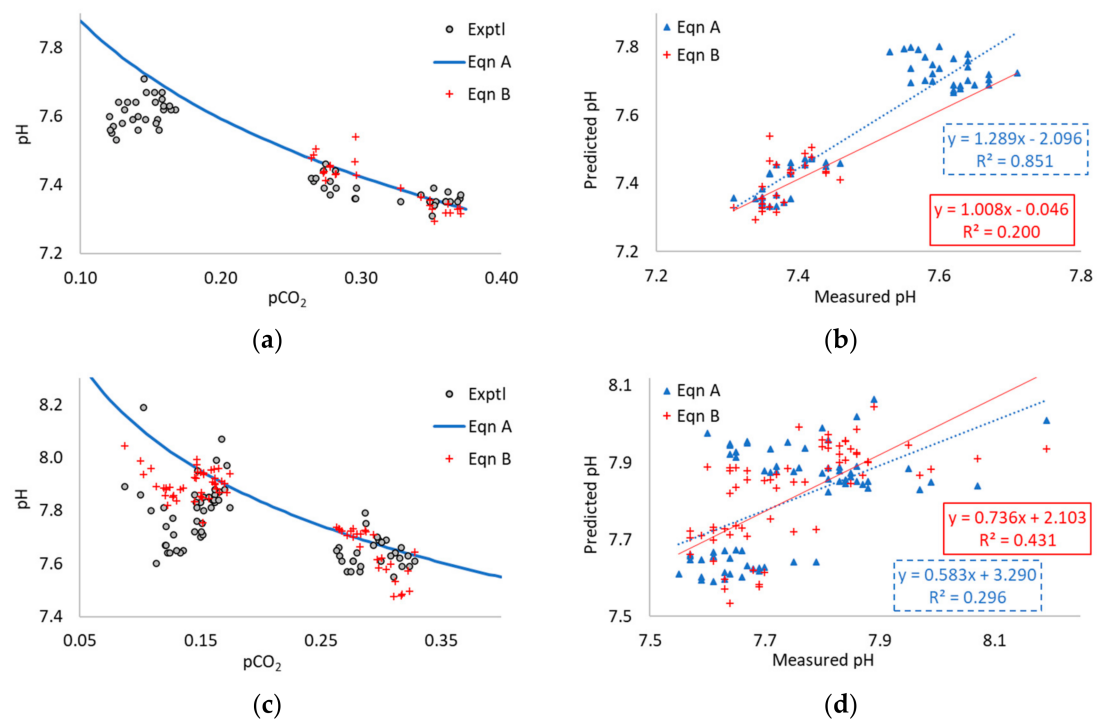 7.8
7.6
7.4
7.2
pH
0.10
0.20
0.30
0.40
pCO₂
Exptl
Eqn A
Eqn B
(a)
7.8
7.6
7.4
7.2
Predicted pH
7.2
7.4
7.6
7.8
Measured pH
Eqn A
Eqn B
y = 1.289x - 2.096
R² = 0.851
y = 1.008x - 0.046
R² = 0.200
(b)
8.2
8.0
7.8
7.6
7.4
pH
0.05
0.15
0.25
0.35
pCO₂
Exptl
Eqn A
Eqn B
(c)
8.1
7.9
7.7
7.5
Predicted pH
7.5
7.7
7.9
8.1
Measured pH
Eqn A
Eqn B
y = 0.736x + 2.103
R² = 0.431
y = 0.583x + 3.290
R² = 0.296
(d)